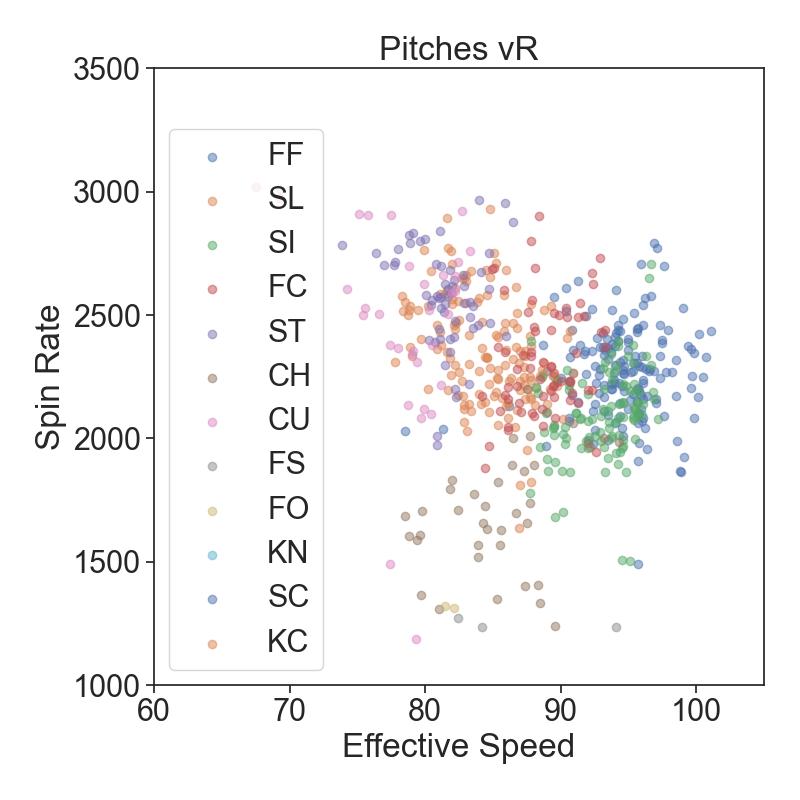 Pitches vR
3500
3000
2500
2000
1500
1000
Spin Rate
FF
SL
SI
FC
ST
CH
CU
FS
FO
KN
SC
KC
60 70 80 90 100
Effective Speed